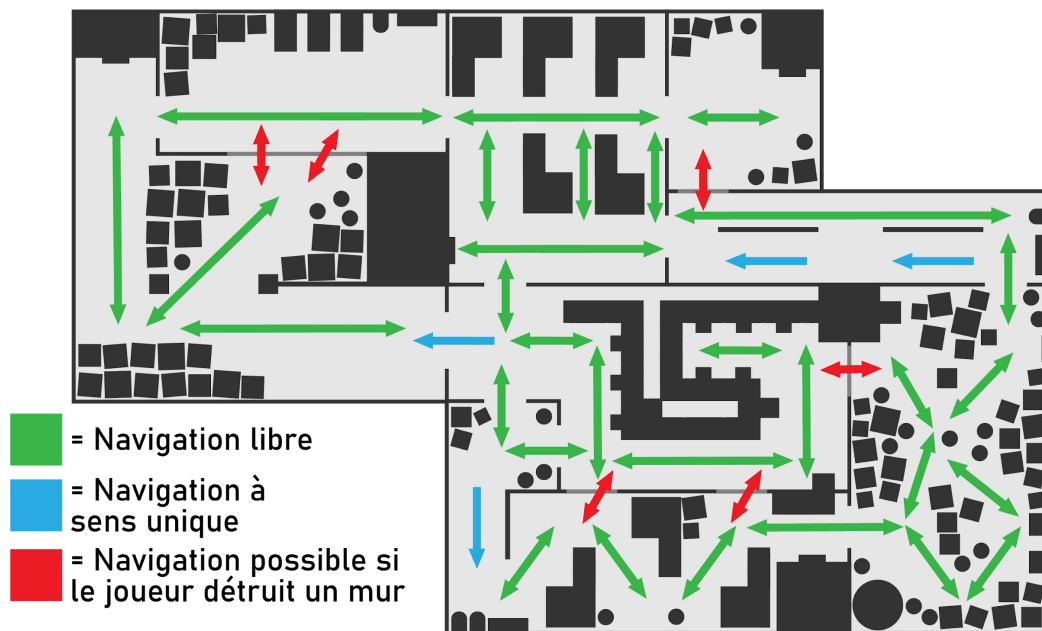 = Navigation libre
= Navigation à
sens unique
= Navigation possible si
le joueur détruit un mur